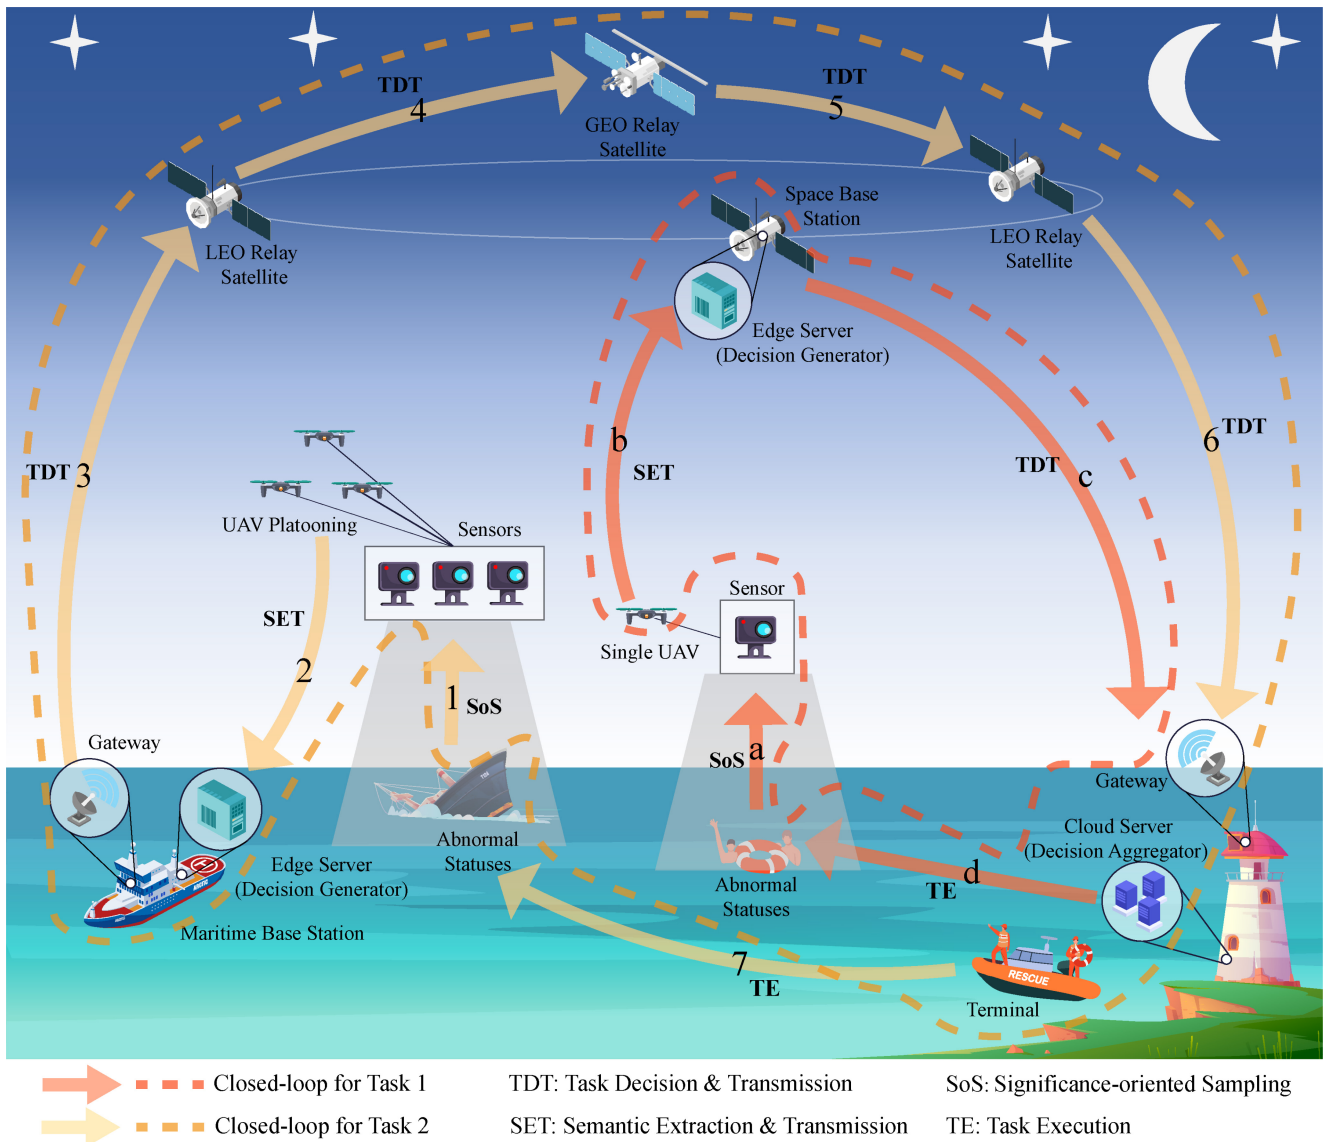 TDT
4
TDT
5
GEO Relay
Satellite
LEO Relay
Satellite
Space Base
Station
LEO Relay
Satellite
Edge Server
(Decision Generator)
TDT 3
b
SET
TDT
c
6 TDT
UAV Platooning
Sensors
SET
2
1 SoS
Sensor
Single UAV
SoS a
Gateway
Gateway
Abnormal
Statuses
Edge Server
(Decision Generator)
Maritime Base Station
Abnormal
Statuses
Cloud Server
(Decision Aggregator)
d
TE
7
TE
RESCUE
Terminal
Closed-loop for Task 1
TDT: Task Decision & Transmission
SoS: Significance-oriented Sampling
Closed-loop for Task 2
SET: Semantic Extraction & Transmission
TE: Task Execution